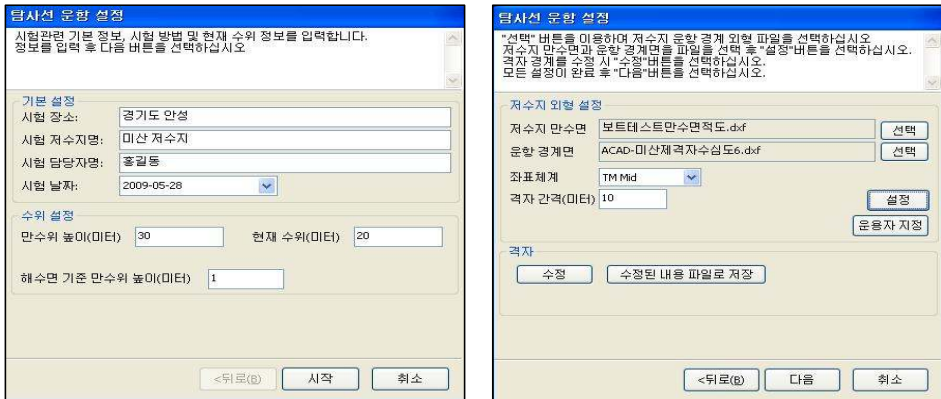 탐사선 운항 설정
시험관련 기본 정보, 시험 방법 및 현재 수위 정보를 입력합니다.
정보를 입력 후 다음 버튼을 선택하십시오
기본 설정
시험 장소: 경기도 안성
시험 저수지명: 미산 저수지
시험 담당자명: 홍길동
시험 날짜: 2009-05-28
수위 설정
만수위 높이(미터) 30 현재 수위(미터) 20
해수면 기준 만수위 높이(미터) 1
<뒤로(B) 시작 취소
탐사선 운항 설정
"선택" 버튼을 이용하며 저수지 운항 경계 외형 파일을 선택하십시오
저수지 만수면과 운항 경계면을 파일을 선택 후 "설정"버튼을 선택하십시오.
격자 경계를 수정 시 "수정"버튼을 선택하십시오.
모든 설정이 완료 후 "다음"버튼을 선택하십시오.
저수지 외형 설정
저수지 만수면 보트테스트만수면적도.dxf 선택
운항 경계면 ACAD-미산제격자수심도6.dxf 선택
좌표체계 TM Mid
격자 간격(미터) 10 설정
운용자 지정
격자
수정 수정된 내용 파일로 저장
<뒤로(B) 다음 취소